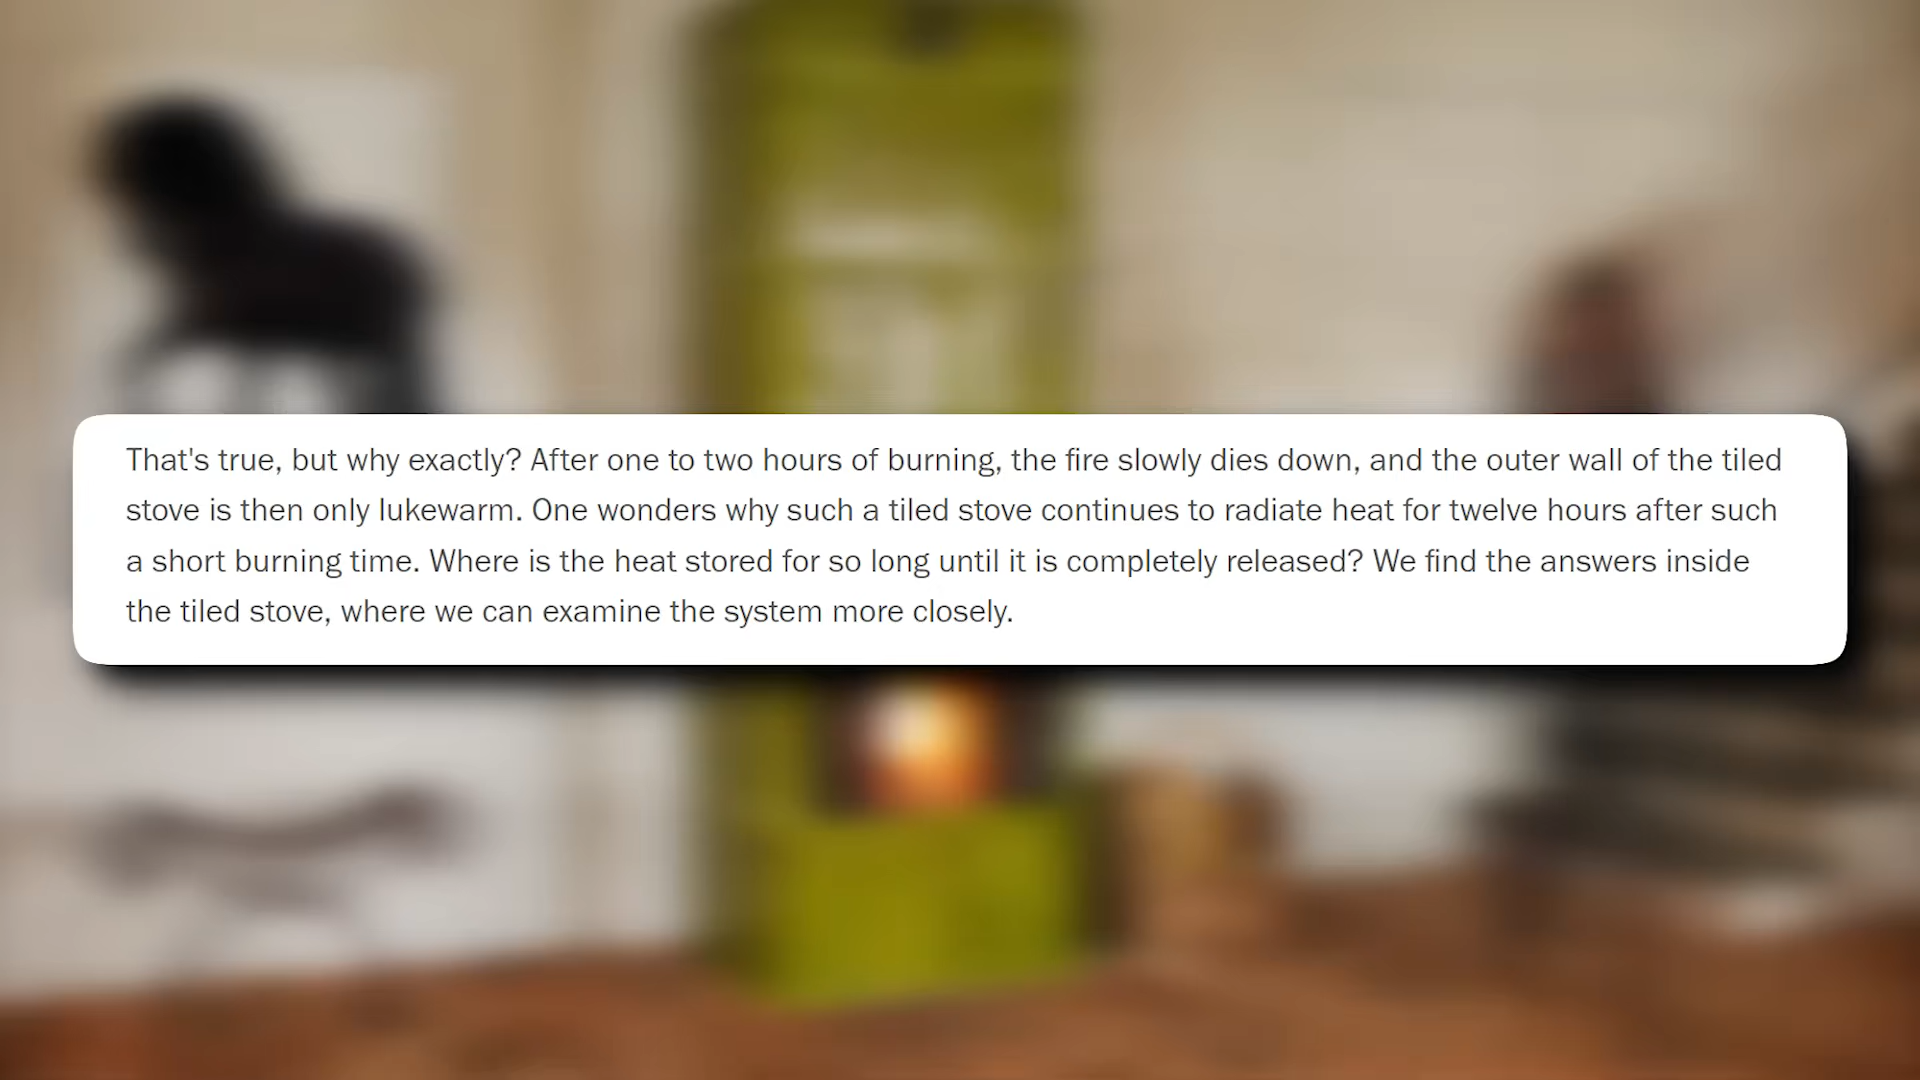 That's true, but why exactly? After one to two hours of burning, the fire slowly dies down, and the outer wall of the tiled
stove is then only lukewarm. One wonders why such a tiled stove continues to radiate heat for twelve hours after such
a short burning time. Where is the heat stored for so long until it is completely released? We find the answers inside
the tiled stove, where we can examine the system more closely.